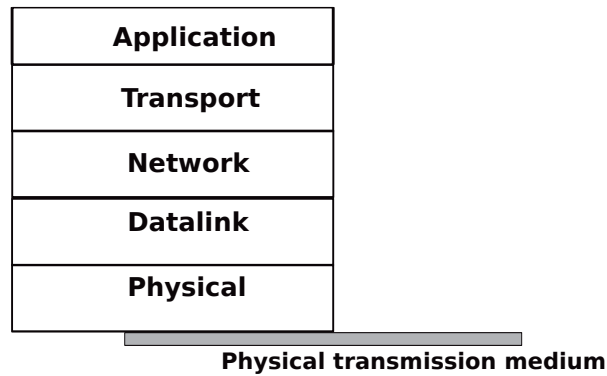 Application
Transport
Network
Datalink
Physical
Physical transmission medium